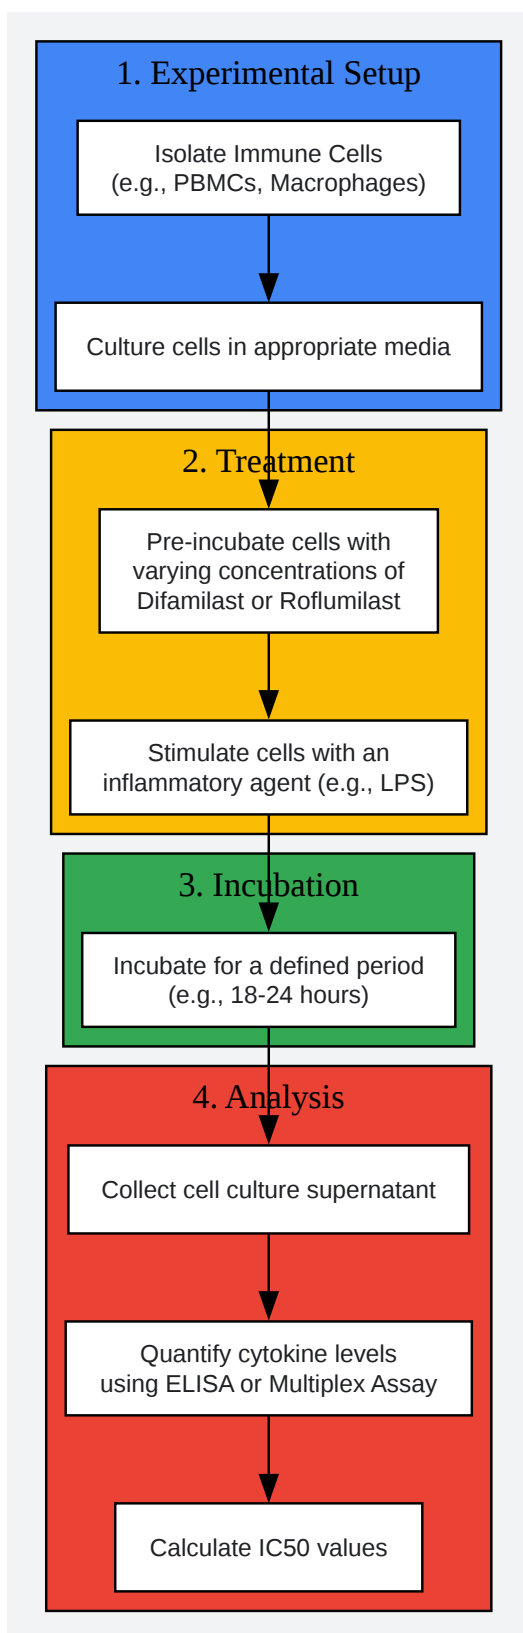 1. Experimental Setup
Isolate Immune Cells
(e.g., PBMCs, Macrophages)
Culture cells in appropriate media
2. Treatment
Pre-incubate cells with
varying concentrations of
Difamilast or Roflumilast
Stimulate cells with an
inflammatory agent (e.g., LPS)
3. Incubation
Incubate for a defined period
(e.g., 18-24 hours)
4. Analysis
Collect cell culture supernatant
Quantify cytokine levels
using ELISA or Multiplex Assay
Calculate IC50 values